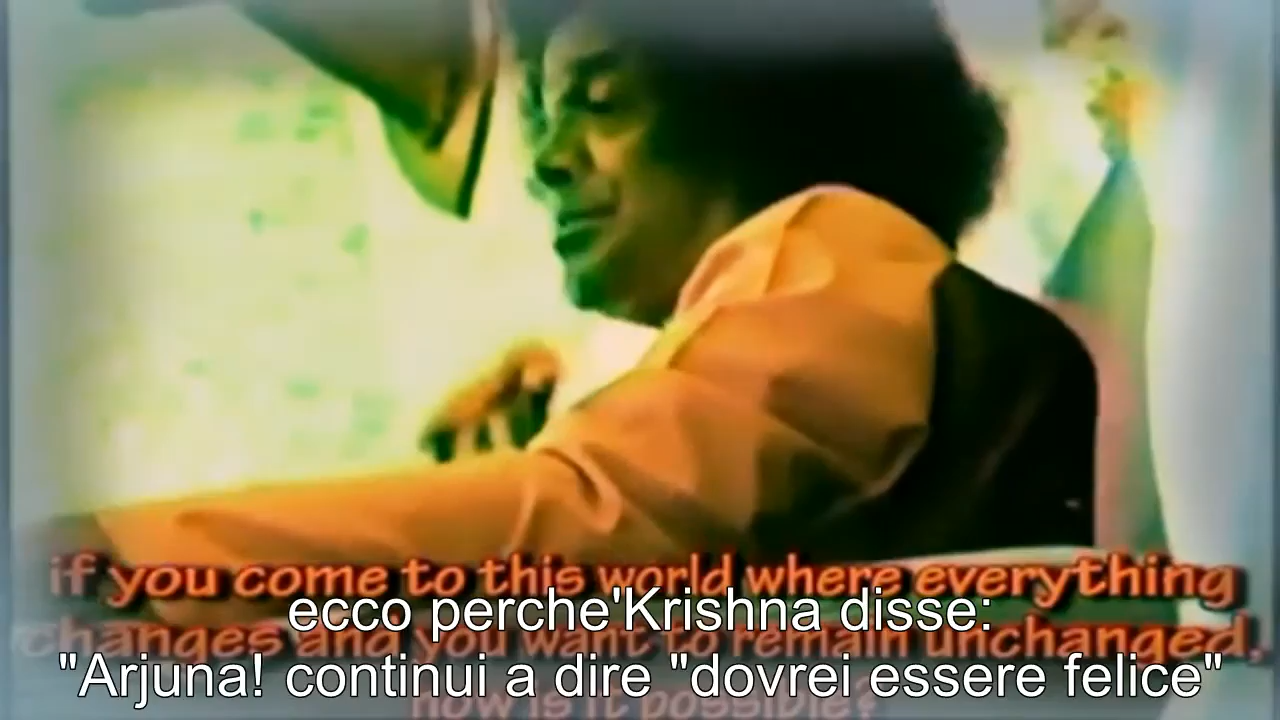 if you come to this world where everything
ecco perche'Krishna disse:
changes and you want to remain unchanged,
"Arjuna! continui a dire "dovrei essere felice"
how is it possible?